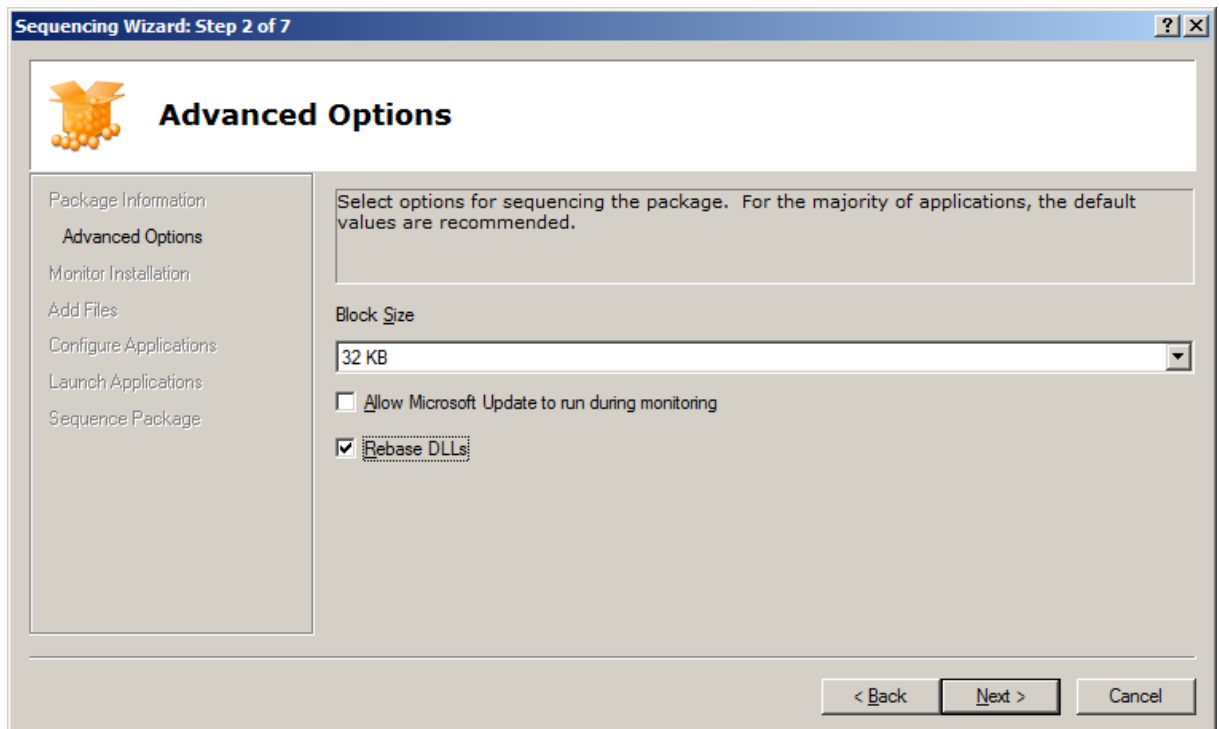 Sequencing Wizard: Step 2 of 7
Advanced Options
Package Information
Advanced Options
Monitor Installation
Add Files
Configure Applications
Launch Applications
Sequence Package
Select options for sequencing the package.  For the majority of applications, the default
values are recommended.
Block Size
32 KB
Allow Microsoft Update to run during monitoring
Rebase DLLs
< Back
Next >
Cancel